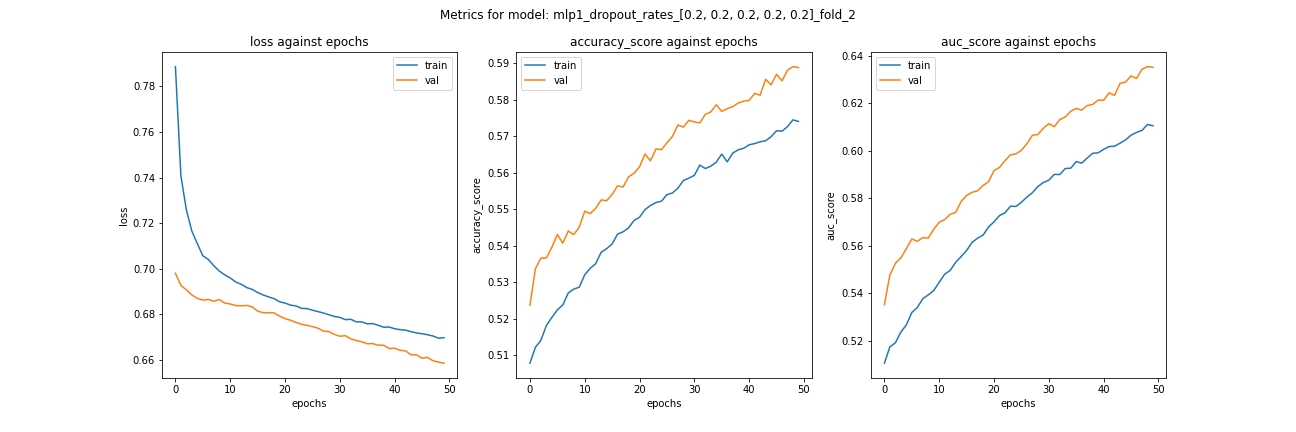 Metrics for model: mlp1_dropout_rates_[0.2, 0.2, 0.2, 0.2, 0.2]_fold_2
loss against epochs
train
val
0.78
0.76
0.74
0.72
0.70
0.68
0.66
loss
0
10
20
30
40
50
epochs
accuracy_score against epochs
train
val
0.59
0.58
0.57
0.56
0.55
0.54
0.53
0.52
0.51
accuracy_score
0
10
20
30
40
50
epochs
auc_score against epochs
train
val
0.64
0.62
0.60
0.58
0.56
0.54
0.52
auc_score
0
10
20
30
40
50
epochs